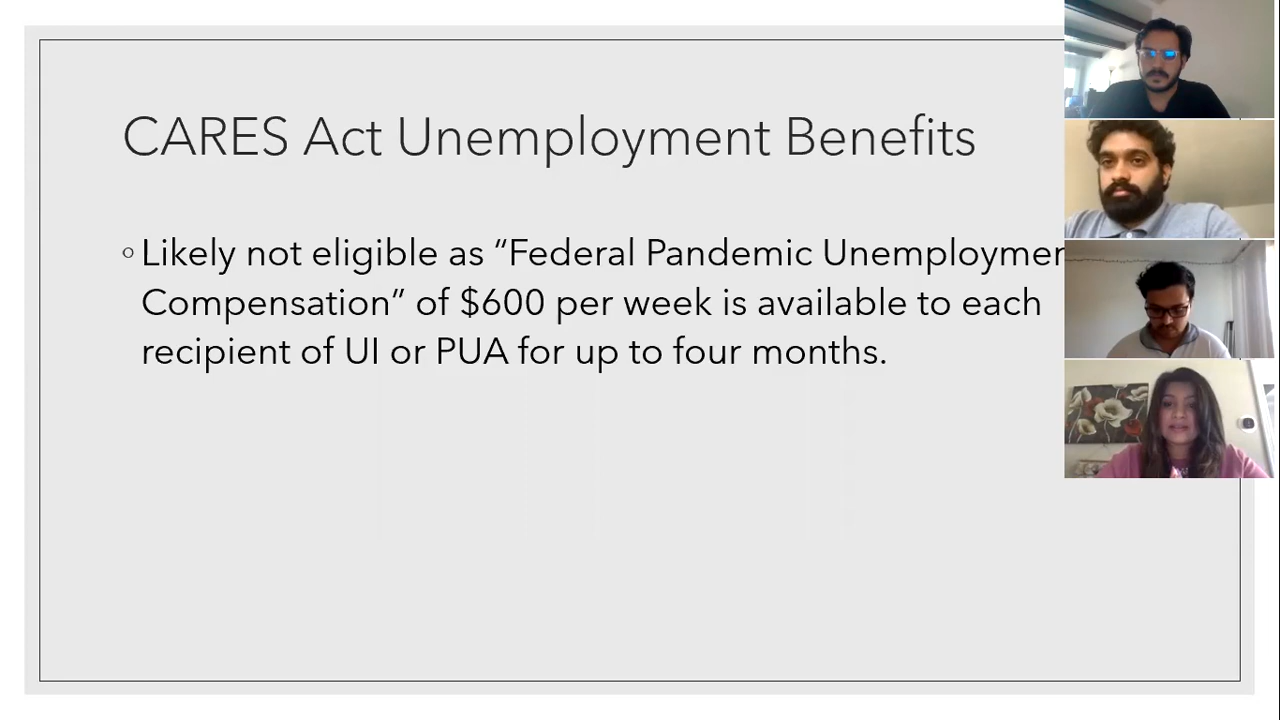 CARES Act Unemployment Benefits
Likely not eligible as “Federal Pandemic
Compensation” of $600 per week is available to each
recipient of UI or PUA for up to four months.